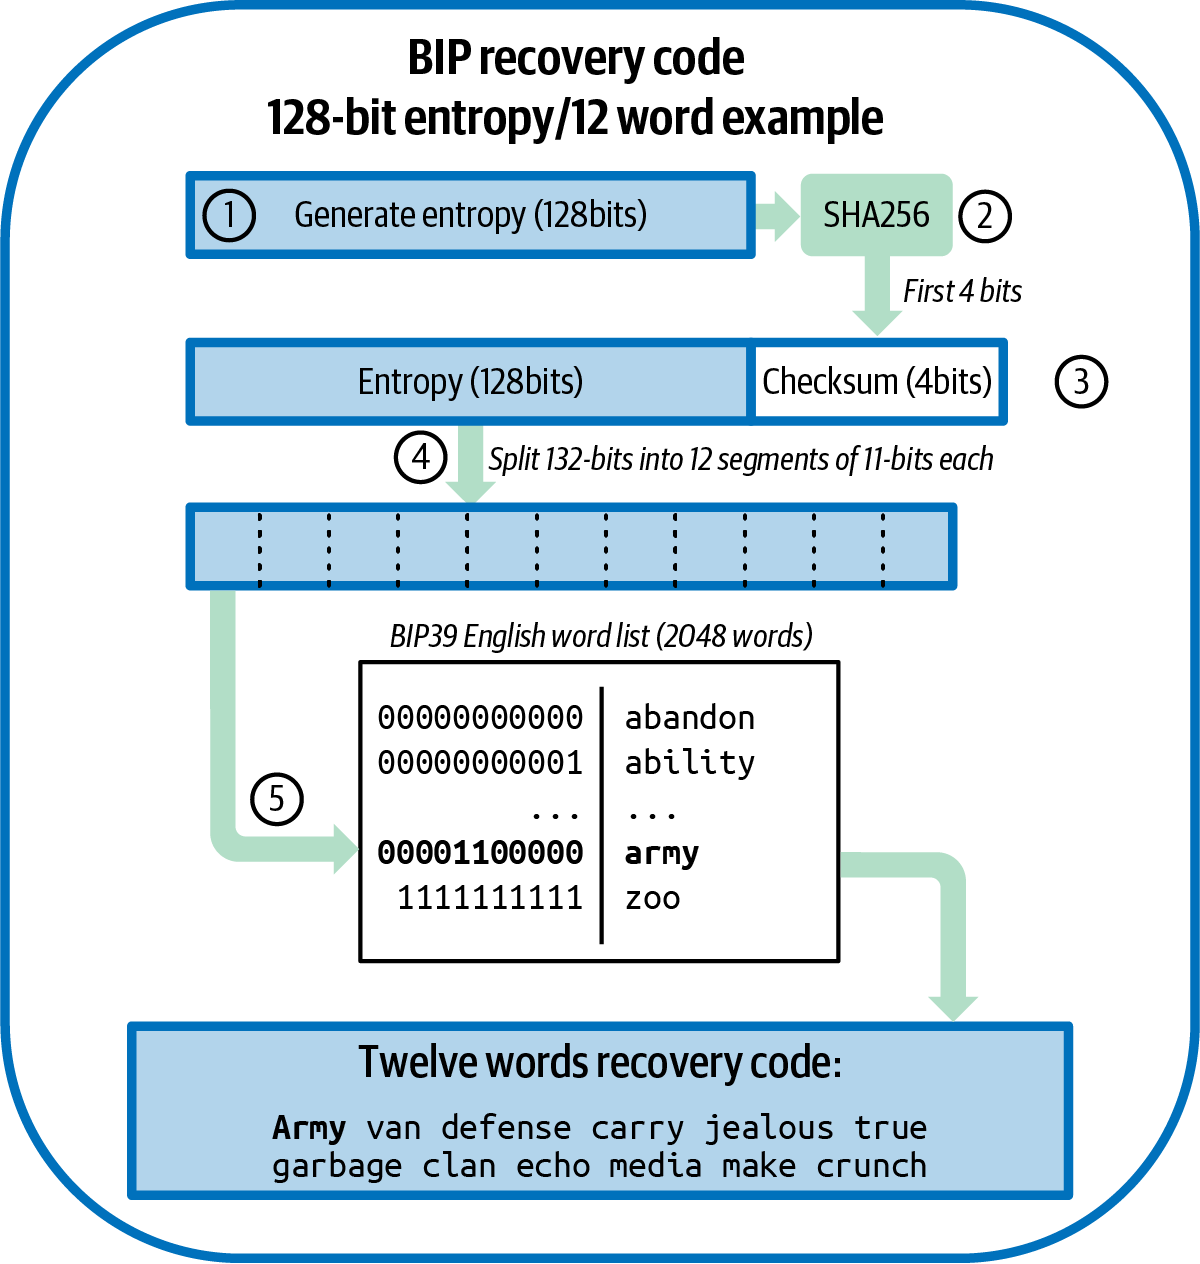 BIP recovery code
128-bit entropy/12 word example
1 Generate entropy (128bits) SHA256 2
First 4 bits
Entropy (128bits) Checksum (4bits) 3
4 Split 132-bits into 12 segments of 11-bits each
BIP39 English word list (2048 words)
00000000000 abandon
00000000001 ability
... ...
5
00001100000 army
1111111111 zoo
Twelve words recovery code:
Army van defense carry jealous true
garbage clan echo media make crunch